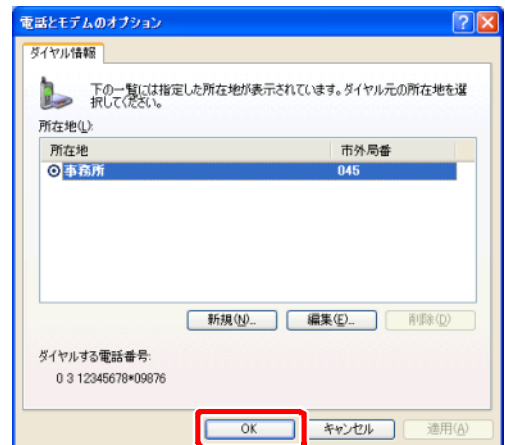 電話とモデムのオプション
ダイヤル情報
下の一覧には指定した所在地が表示されています。ダイヤル元の所在地を選
択してください。
所在地(L):
所在地 市外局番
事務所 045
新規(N)... 編集(E)... 削除(D)
ダイヤルする電話番号:
0 3 12345678*09876
OK キャンセル 適用(A)